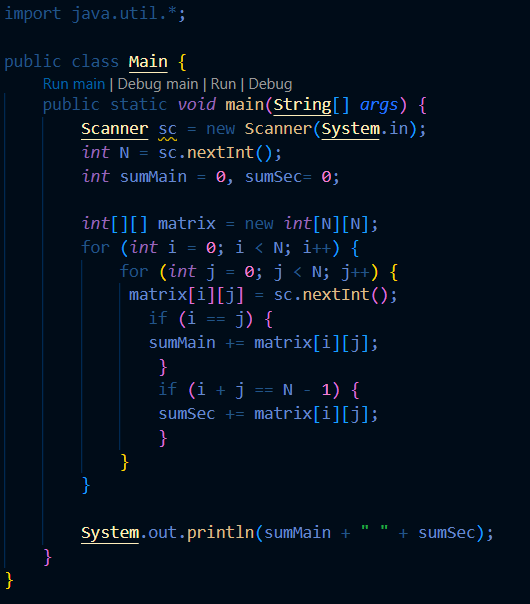 import java.util.*;
public class Main {
Run main | Debug main | Run | Debug
public static void main(String[] args) {
Scanner sc = new Scanner(System.in);
int N = sc.nextInt();
int sumMain = 0, sumSec= 0;
int[][] matrix = new int[N][N];
for (int i = 0; i < N; i++) {
for (int j = 0; j < N; j++) {
matrix[i][j] = sc.nextInt();
if (i == j) {
sumMain += matrix[i][j];
}
if (i + j == N - 1) {
sumSec += matrix[i][j];
}
}
}
System.out.println(sumMain + " " + sumSec);
}
}